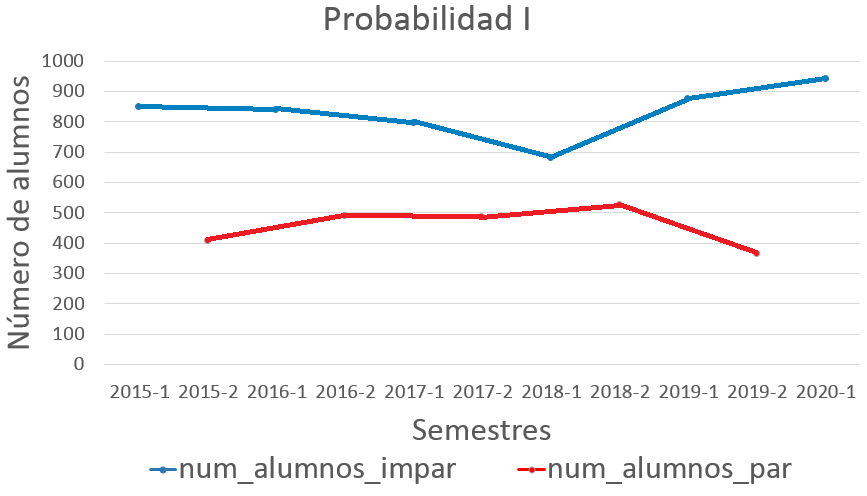 Probabilidad I
Número de alumnos
1000
900
800
700
600
500
400
300
200
100
0
2015-1 2015-2 2016-1 2016-2 2017-1 2017-2 2018-1 2018-2 2019-1 2019-2 2020-1
Semestres
num_alumnos_impar num_alumnos_par